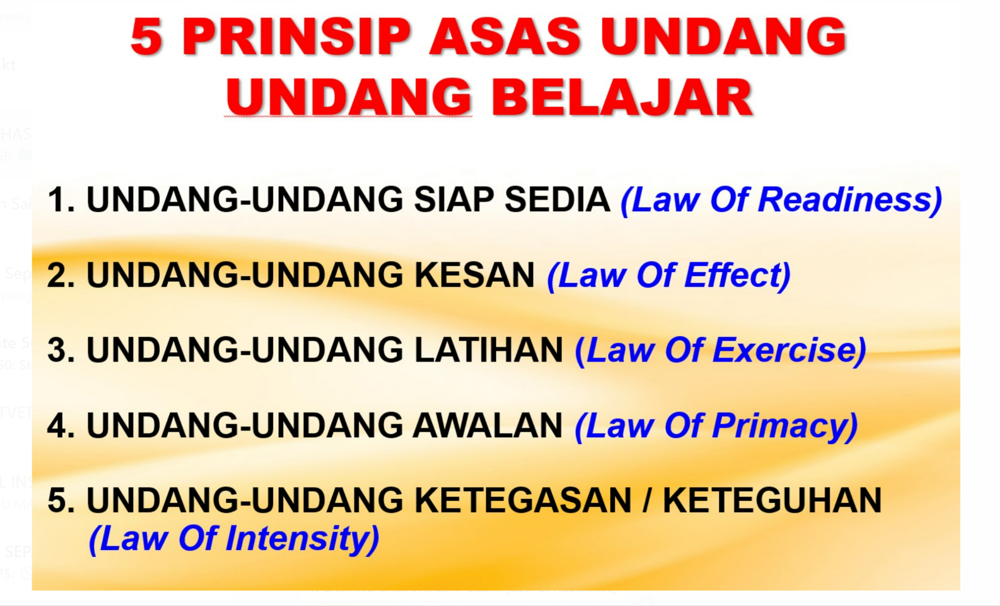 5 PRINSIP ASAS UNDANG
UNDANG BELAJAR
1. UNDANG-UNDANG SIAP SEDIA (Law Of Readiness)
2. UNDANG-UNDANG KESAN (Law Of Effect)
3. UNDANG-UNDANG LATIHAN (Law Of Exercise)
4. UNDANG-UNDANG AWALAN (Law Of Primacy)
5. UNDANG-UNDANG KETEGASAN / KETEGUHAN
(Law Of Intensity)